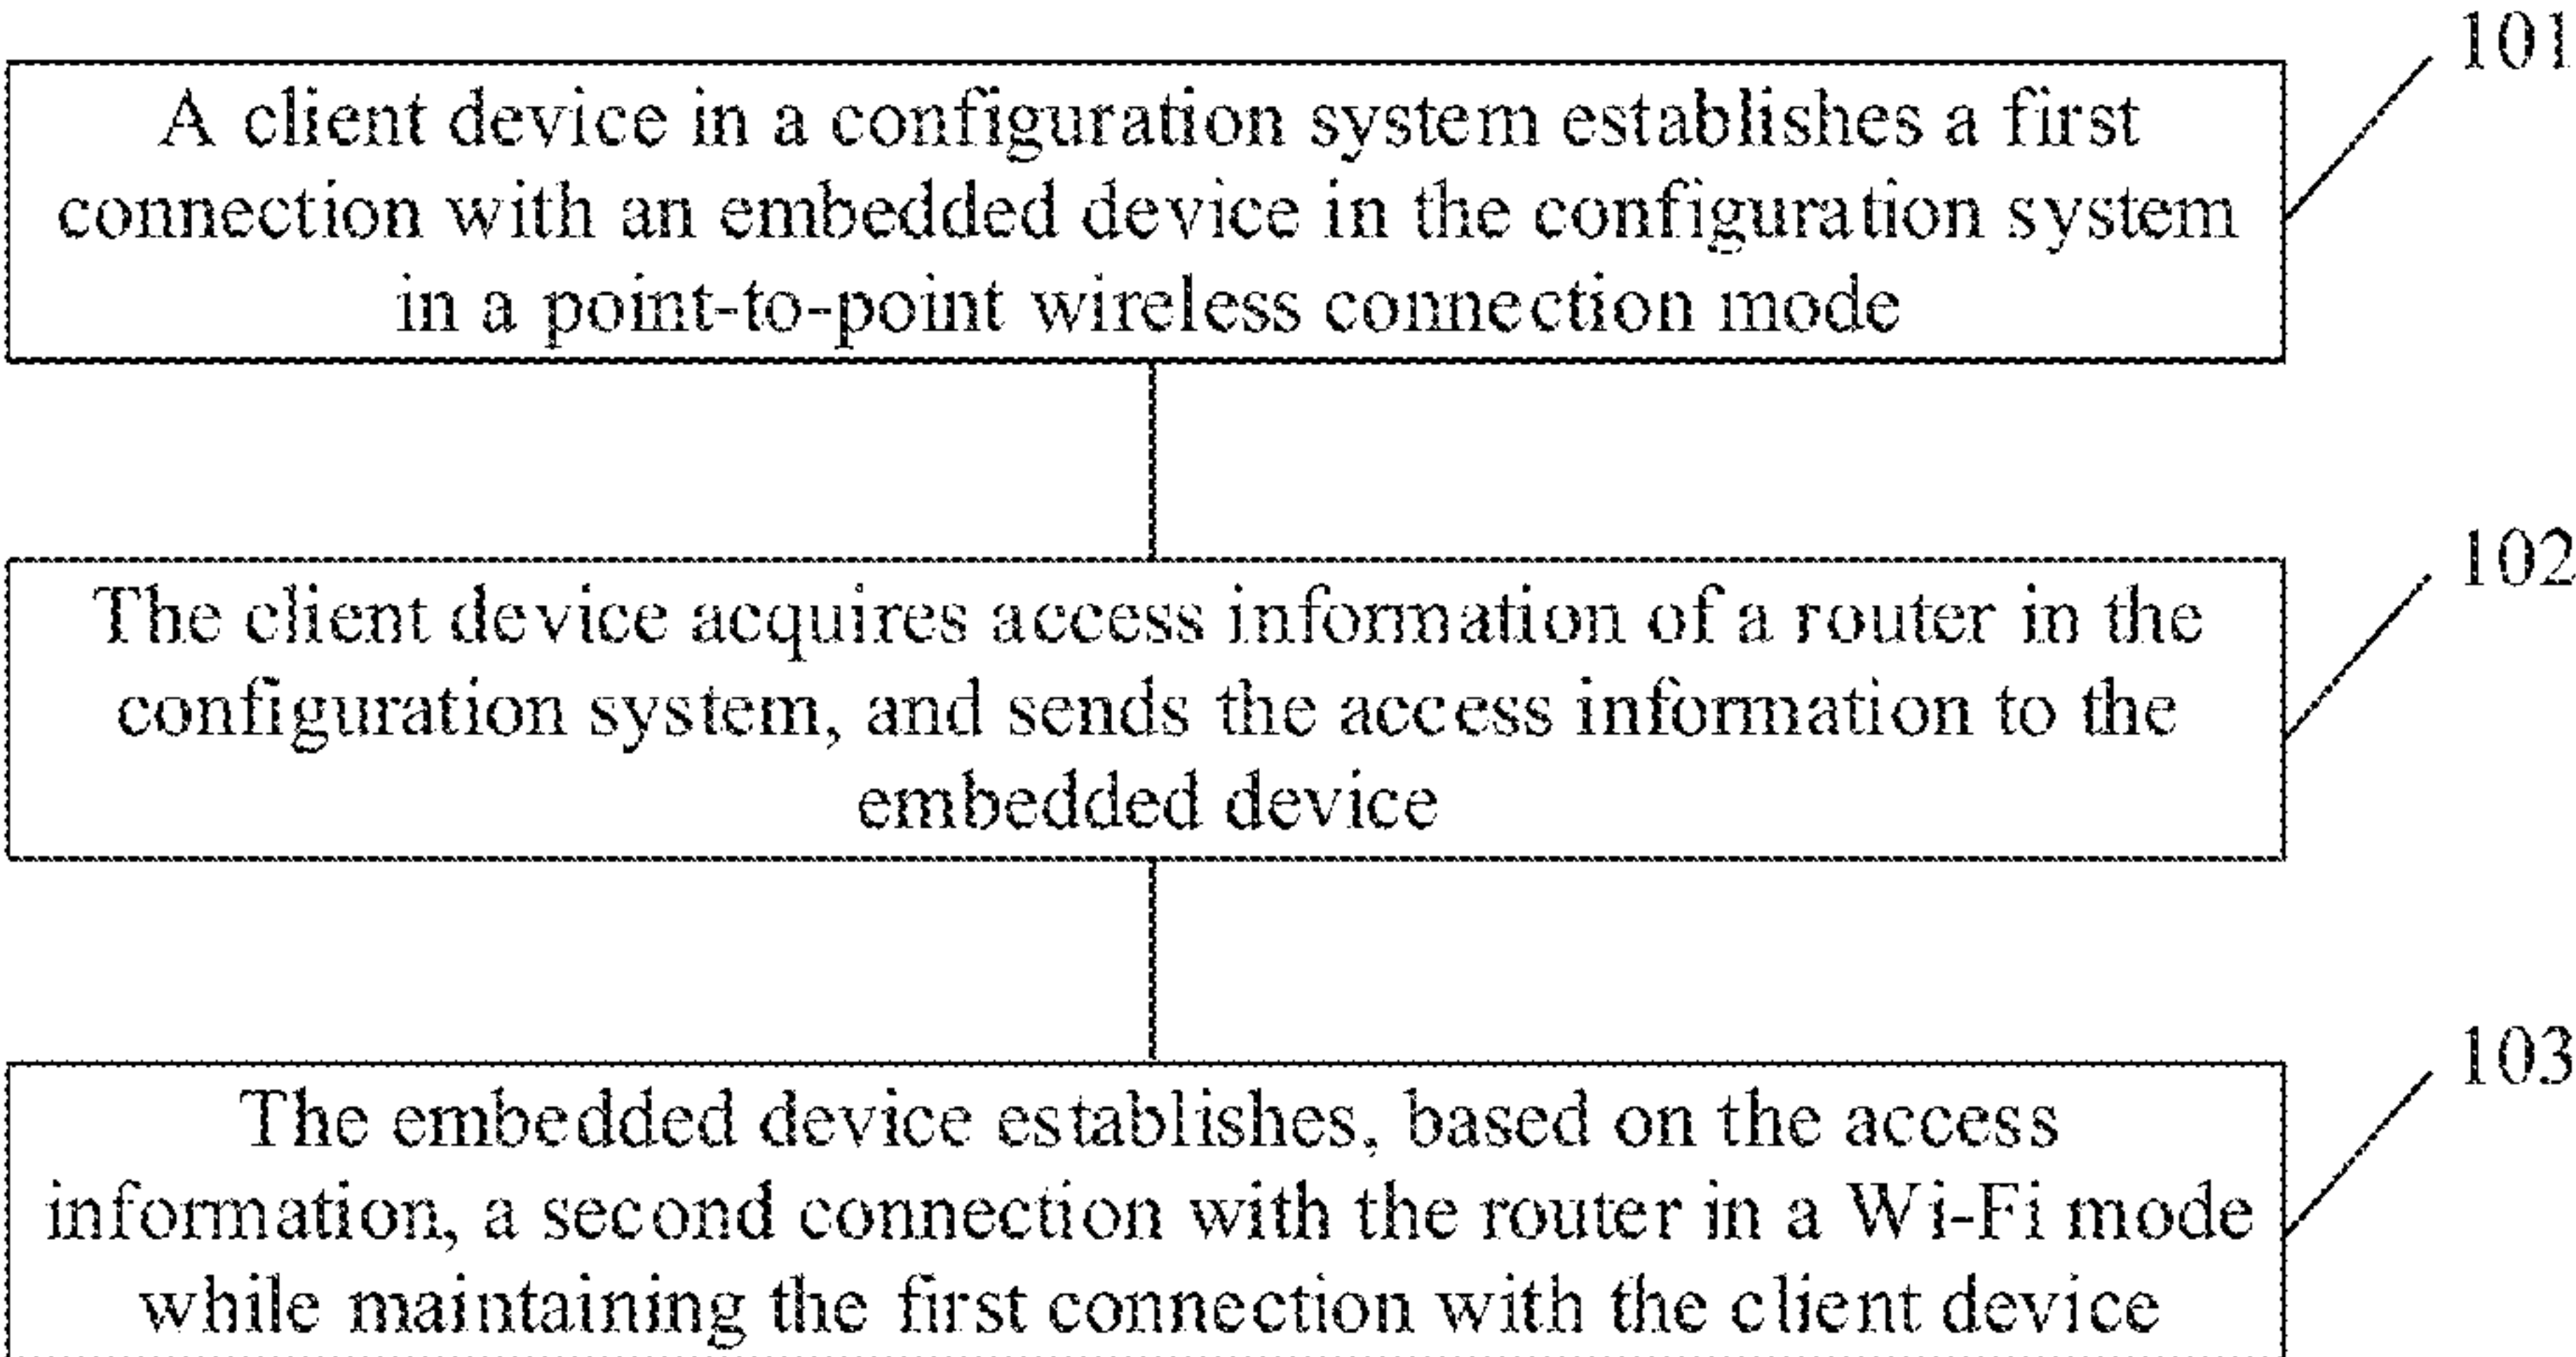 101
A client device in a configuration system establishes a first
connection with an embedded device in the configuration system
in a point-to-point wireless connection mode
102
The client device acquires access information of a router in the
configuration system, and sends the access information to the
embedded device
103
The embedded device establishes, based on the access
information, a second connection with the router in a Wi-Fi mode
while maintaining the first connection with the client device